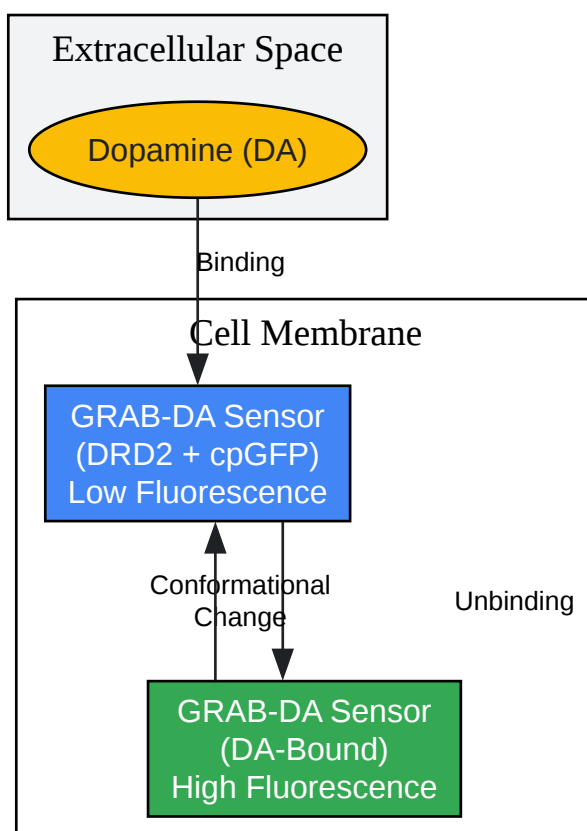 Extracellular Space
Dopamine (DA)
Binding
Cell Membrane
GRAB-DA Sensor
(DRD2 + cpGFP)
Low Fluorescence
Conformational
Change
Unbinding
GRAB-DA Sensor
(DA-Bound)
High Fluorescence